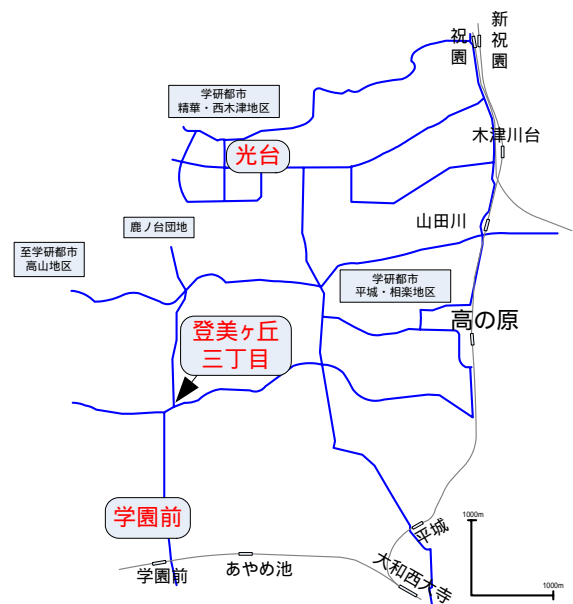 新祝園
祝園
学研都市
精華・西木津地区
木津川台
光台
山田川
鹿ノ台団地
至学研都市
高山地区
学研都市
平城・相楽地区
高の原
登美ヶ丘
三丁目
学園前
平城
1000m
1000m
学園前
あやめ池
大和西大寺